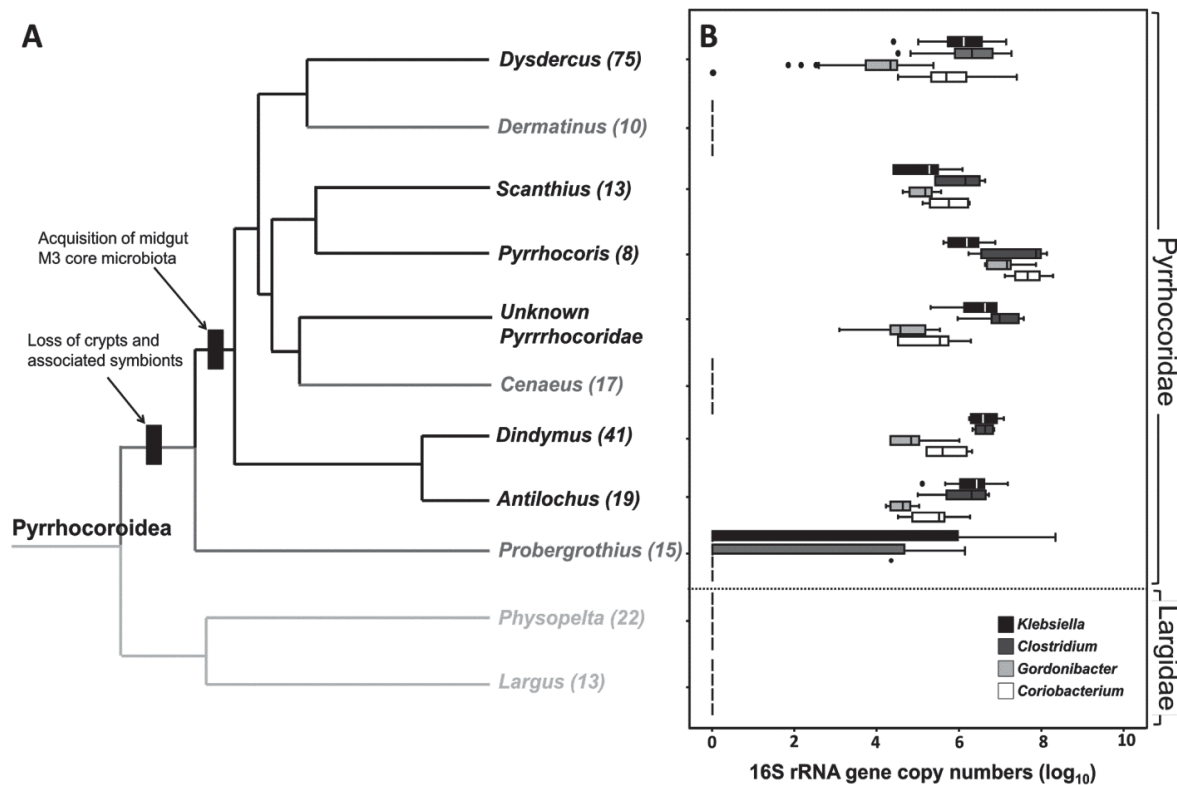 A
Dysdercus (75)
Dermatinus (10)
Scanthius (13)
Acquisition of midgut
M3 core microbiota
Pyrrhocoris (8)
Loss of crypts and
associated symbionts
Unknown
Pyrrrhocoridae
Cenaeus (17)
Dindymus (41)
Antilochus (19)
Pyrrhocoroidea
Probergrothius (15)
Physopelta (22)
Largus (13)
B
Pyrrhocoridae
Largidae
Klebsiella
Clostridium
Gordonibacter
Coriobacterium
0 2 4 6 8 10
16S rRNA gene copy numbers (log10)